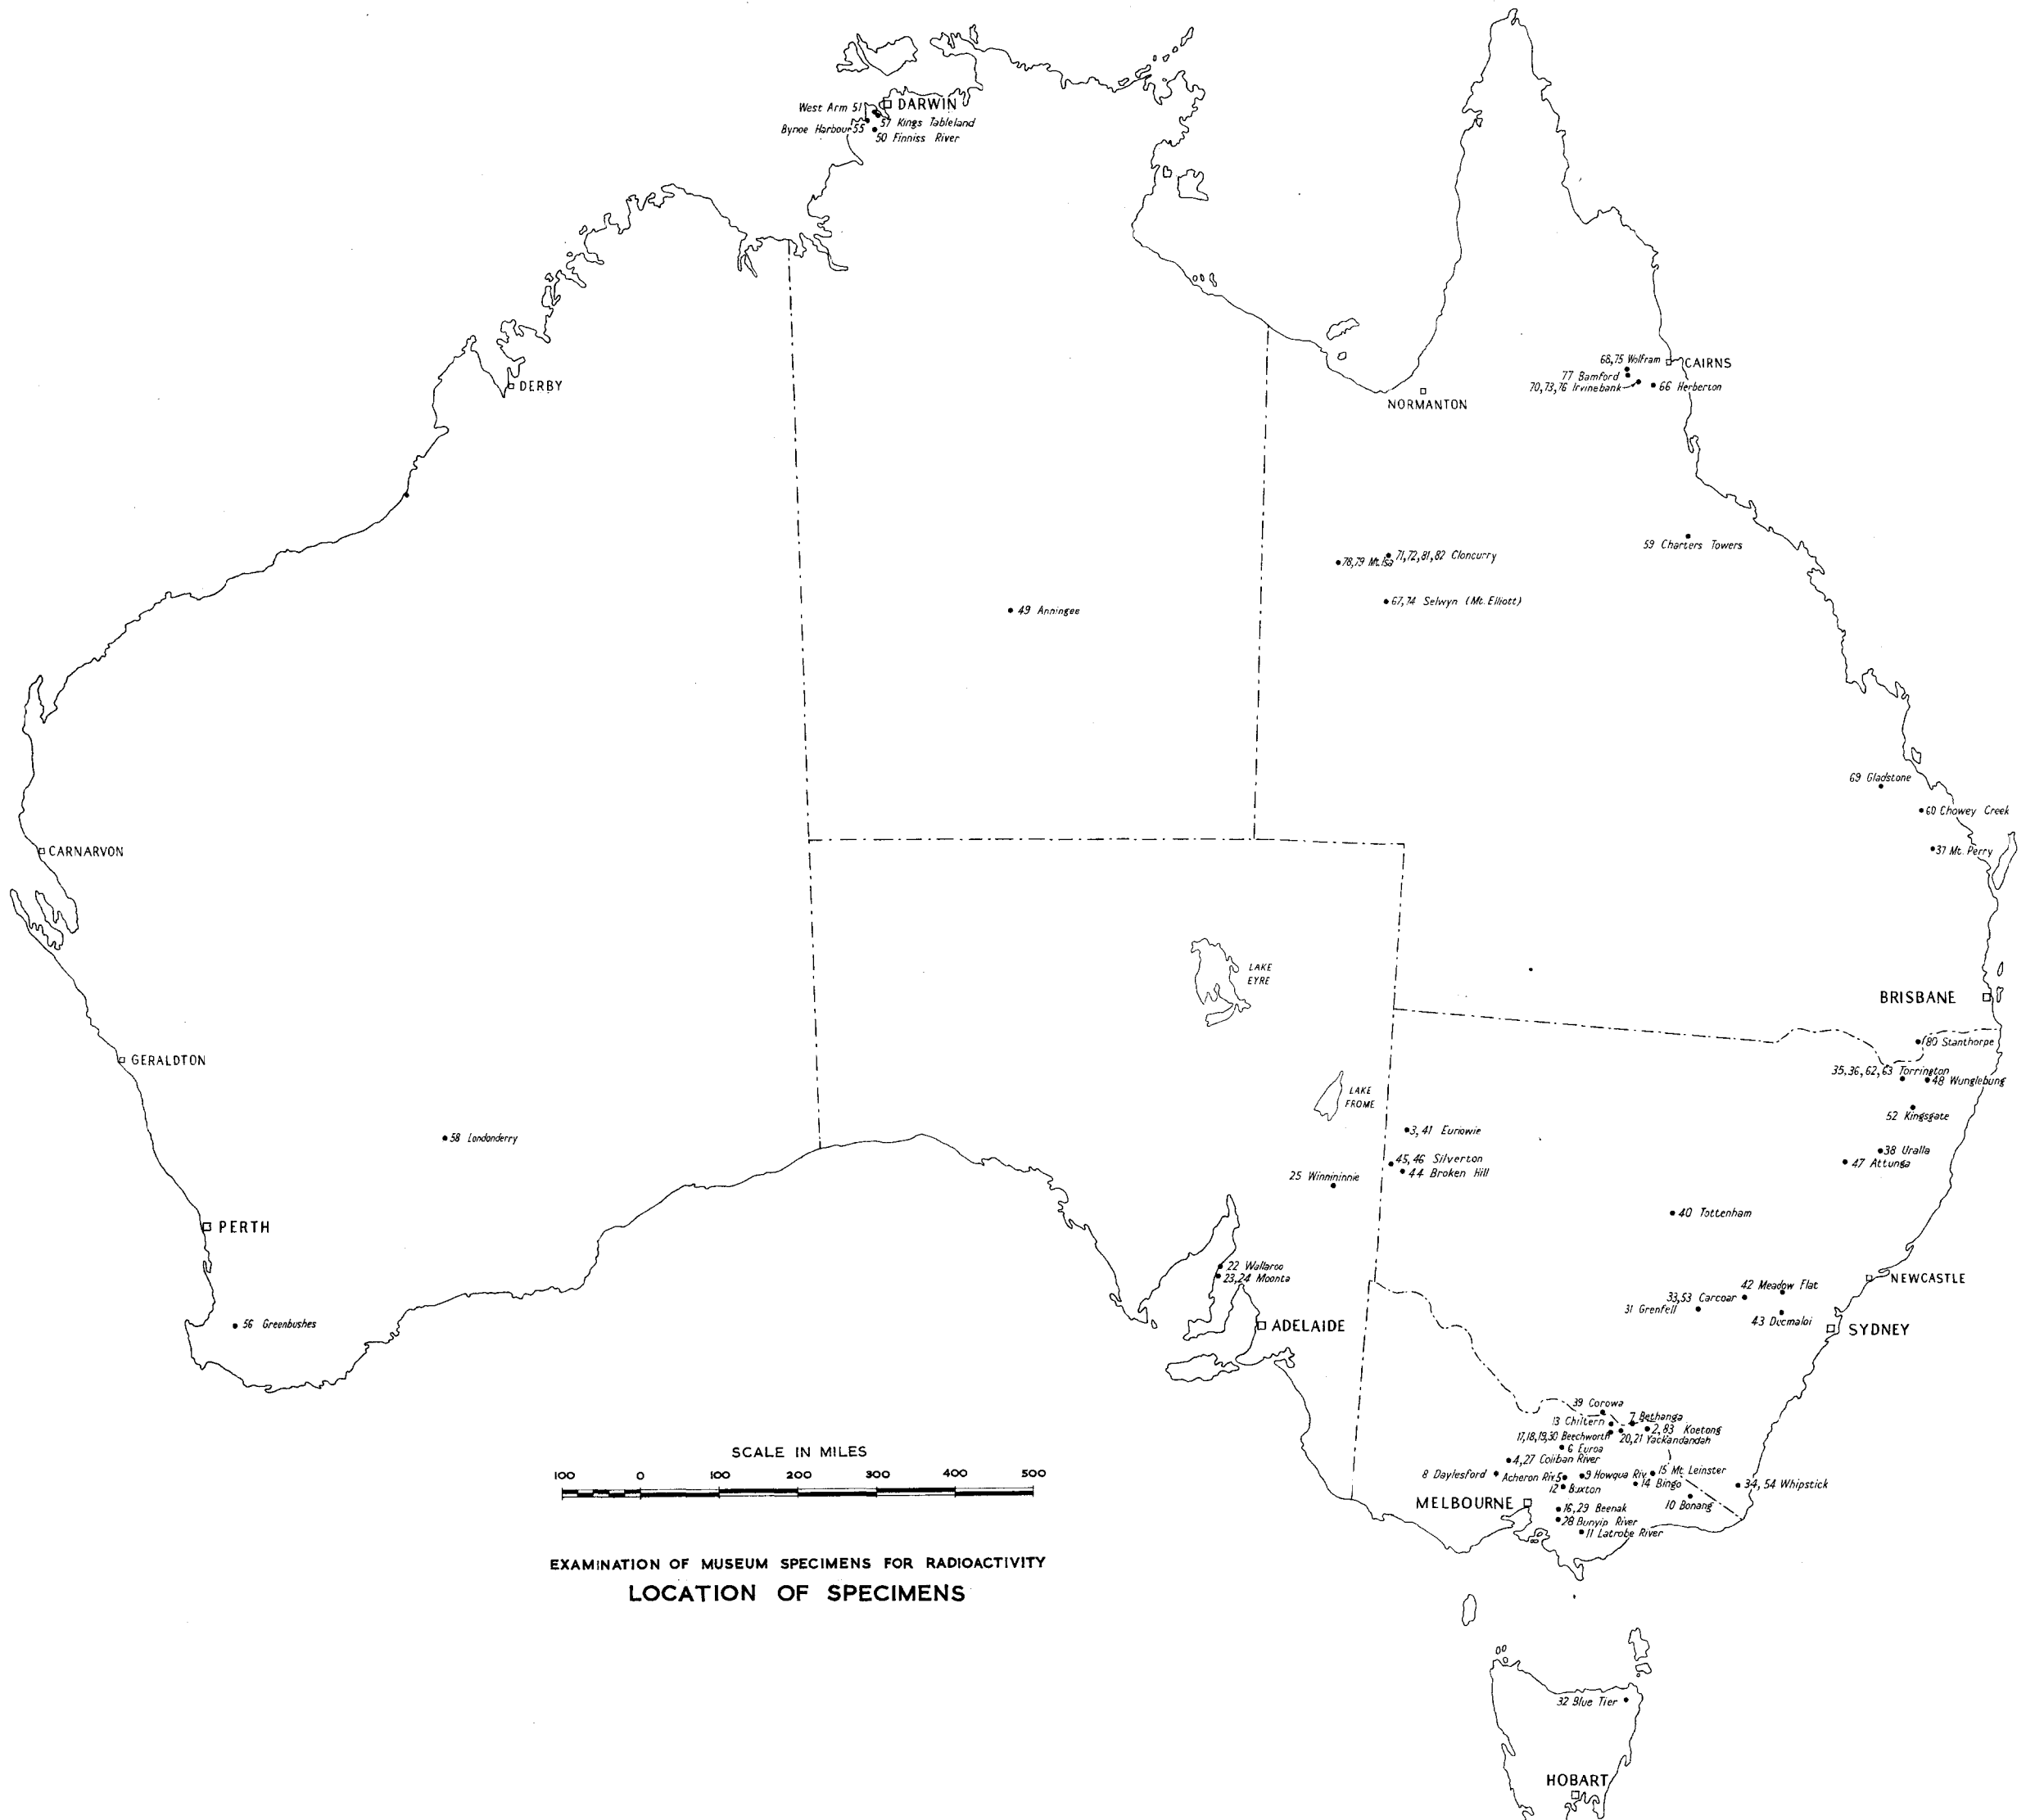 West Arm 51
DARWIN
57 Kings Tableland
Bynoe Harbour 55
50 Finniss River
DERBY
68,75 Wolfram
CAIRNS
77 Bamford
70,73,76 Irvinebank
66 Herberton
NORMANTON
59 Charters Towers
71,72,81,82 Cloncurry
78,79 Mt.Isa
67,74 Selwyn (Mt. Elliott)
49 Anningee
69 Gladstone
60 Chowey Creek
37 Mt. Perry
CARNARVON
LAKE
EYRE
BRISBANE
80 Stanthorpe
GERALDTON
35,36,62,63 Torrington
48 Wunglebung
LAKE
FROME
52 Kingsgate
3, 41 Euriowie
58 Londonderry
38 Uralla
45,46 Silverton
47 Attunga
44 Broken Hill
25 Winnininnie
40 Tottenham
PERTH
22 Wallaroo
23,24 Moonta
NEWCASTLE
42 Meadow Flat
33,53 Carcoar
31 Grenfell
43 Ducmaloi
56 Greenbushes
ADELAIDE
SYDNEY
39 Corowa
7 Bethanga
13 Chiltern
2,83 Koetong
17,18,19,30 Beechworth
20,21 Yackandandah
6 Euroa
4,27 Coliban River
8 Daylesford
Acheron Riv 5
9 Howqua Riv.
15 Mt. Leinster
12 Buxton
14 Bingo
34, 54 Whipstick
MELBOURNE
10 Bonang
16,29 Beenak
28 Bunyip River
11 Latrobe River
SCALE IN MILES
100 0 100 200 300 400 500
EXAMINATION OF MUSEUM SPECIMENS FOR RADIOACTIVITY
LOCATION OF SPECIMENS
32 Blue Tier
HOBART